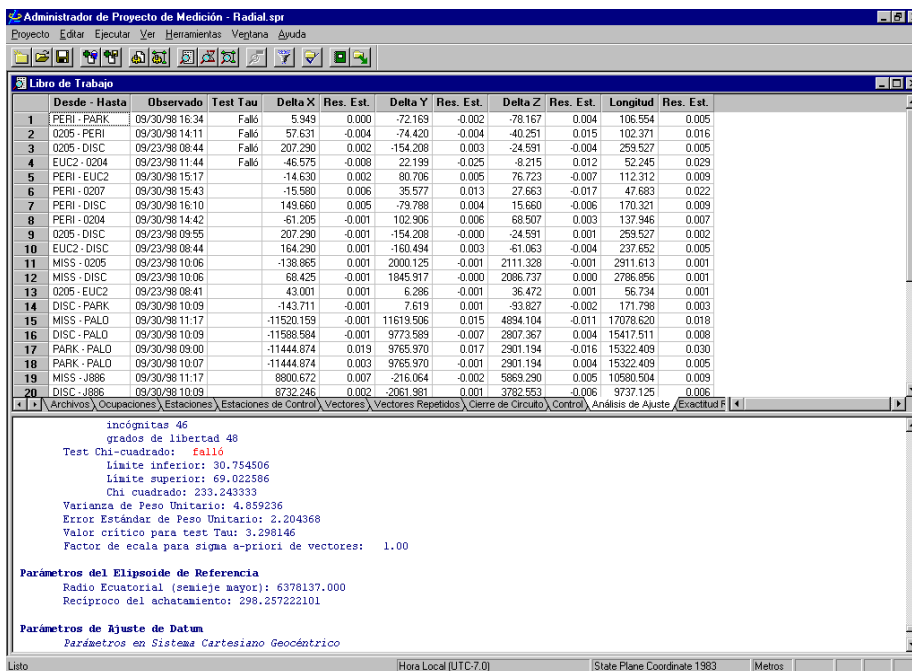 Administrador de Proyecto de Medición - Radial.spr
Proyecto Editar Ejecutar Ver Herramientas Ventana Ayuda
Libro de Trabajo
Desde - Hasta Observado Test Tau Delta X Res. Est. Delta Y Res. Est. Delta Z Res. Est. Longitud Res. Est.
1 PERI - PARK 09/30/98 16:34 Falló 5.949 0.000 -72.169 -0.002 -78.167 0.004 106.554 0.005
2 0205 - PERI 09/30/98 14:11 Falló 57.631 -0.004 -74.420 -0.004 -40.251 0.015 102.371 0.016
3 0205 - DISC 09/23/98 08:44 Falló 207.290 0.002 -154.208 0.003 -24.591 -0.004 259.527 0.005
4 EUC2 - 0204 09/23/98 11:44 Falló -46.575 -0.008 22.199 -0.025 -8.215 0.012 52.245 0.029
5 PERI - EUC2 09/30/98 15:17 -14.630 0.002 80.706 0.005 76.723 -0.007 112.312 0.009
6 PERI - 0207 09/30/98 15:43 -15.580 0.006 35.577 0.013 27.663 -0.017 47.683 0.022
7 PERI - DISC 09/30/98 16:10 149.660 0.005 -79.788 0.004 15.660 -0.006 170.321 0.009
8 PERI - 0204 09/30/98 14:42 -61.205 -0.001 102.906 0.006 68.507 0.003 137.946 0.007
9 0205 - DISC 09/23/98 09:55 207.290 -0.001 -154.208 -0.000 -24.591 0.001 259.527 0.002
10 EUC2 - DISC 09/23/98 08:44 164.290 0.001 -160.494 0.003 -61.063 -0.004 237.652 0.005
11 MISS - 0205 09/23/98 10:06 -138.865 0.001 2000.125 -0.001 2111.328 -0.001 2911.613 0.001
12 MISS - DISC 09/23/98 10:06 68.425 -0.001 1845.917 -0.000 2086.737 0.000 2786.856 0.001
13 0205 - EUC2 09/23/98 08:41 43.001 0.001 6.286 -0.001 36.472 0.001 56.734 0.001
14 DISC - PARK 09/30/98 10:09 -143.711 -0.001 7.619 0.001 -93.827 -0.002 171.798 0.003
15 MISS - PALO 09/30/98 11:17 -11520.159 -0.001 11619.506 0.015 4894.104 -0.011 17078.620 0.018
16 DISC - PALO 09/30/98 10:09 -11588.584 -0.001 9773.589 -0.007 2807.367 0.004 15417.511 0.008
17 PARK - PALO 09/30/98 09:00 -11444.874 0.019 9765.970 0.017 2901.194 -0.016 15322.409 0.030
18 PARK - PALO 09/30/98 10:07 -11444.874 0.003 9765.970 -0.001 2901.194 0.004 15322.409 0.005
19 MISS - J886 09/30/98 11:17 8800.672 0.007 -216.064 -0.002 5869.290 0.005 10580.504 0.009
20 DISC - J886 09/30/98 10:09 8732.246 0.002 -2061.981 0.001 3782.553 -0.006 9737.125 0.006
Archivos Ocupaciones Estaciones Estaciones de Control Vectores Vectores Repetidos Cierre de Circuito Control Análisis de Ajuste Exactitud R
incógnitas 46
grados de libertad 48
Test Chi-cuadrado: falló
Límite inferior: 30.754506
Límite superior: 69.022586
Chi cuadrado: 233.243333
Varianza de Peso Unitario: 4.859236
Error Estándar de Peso Unitario: 2.204368
Valor crítico para test Tau: 3.298146
Factor de ecala para sigma a-priori de vectores: 1.00
Parámetros del Elipsoide de Referencia
Radio Ecuatorial (semieje mayor): 6378137.000
Recíproco del achatamiento: 298.257222101
Parámetros de Ajuste de Datum
Parámetros en Sistema Cartesiano Geocéntrico
Listo Hora Local (UTC-7.0) State Plane Coordinate 1983 Metros